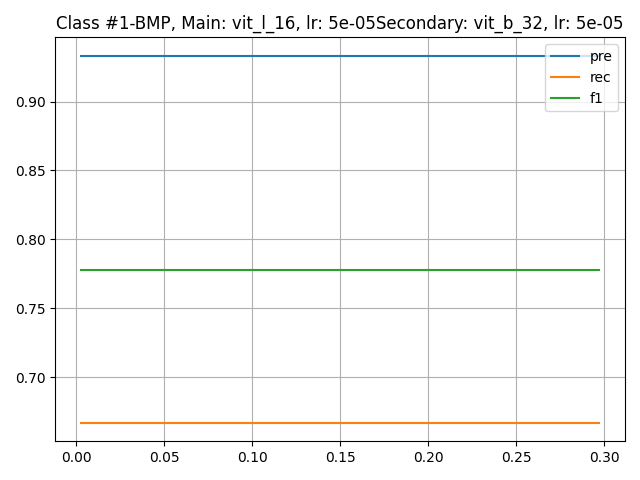 Class #1-BMP, Main: vit_l_16, lr: 5e-05Secondary: vit_b_32, lr: 5e-05
pre
rec
f1
0.90
0.85
0.80
0.75
0.70
0.00 0.05 0.10 0.15 0.20 0.25 0.30